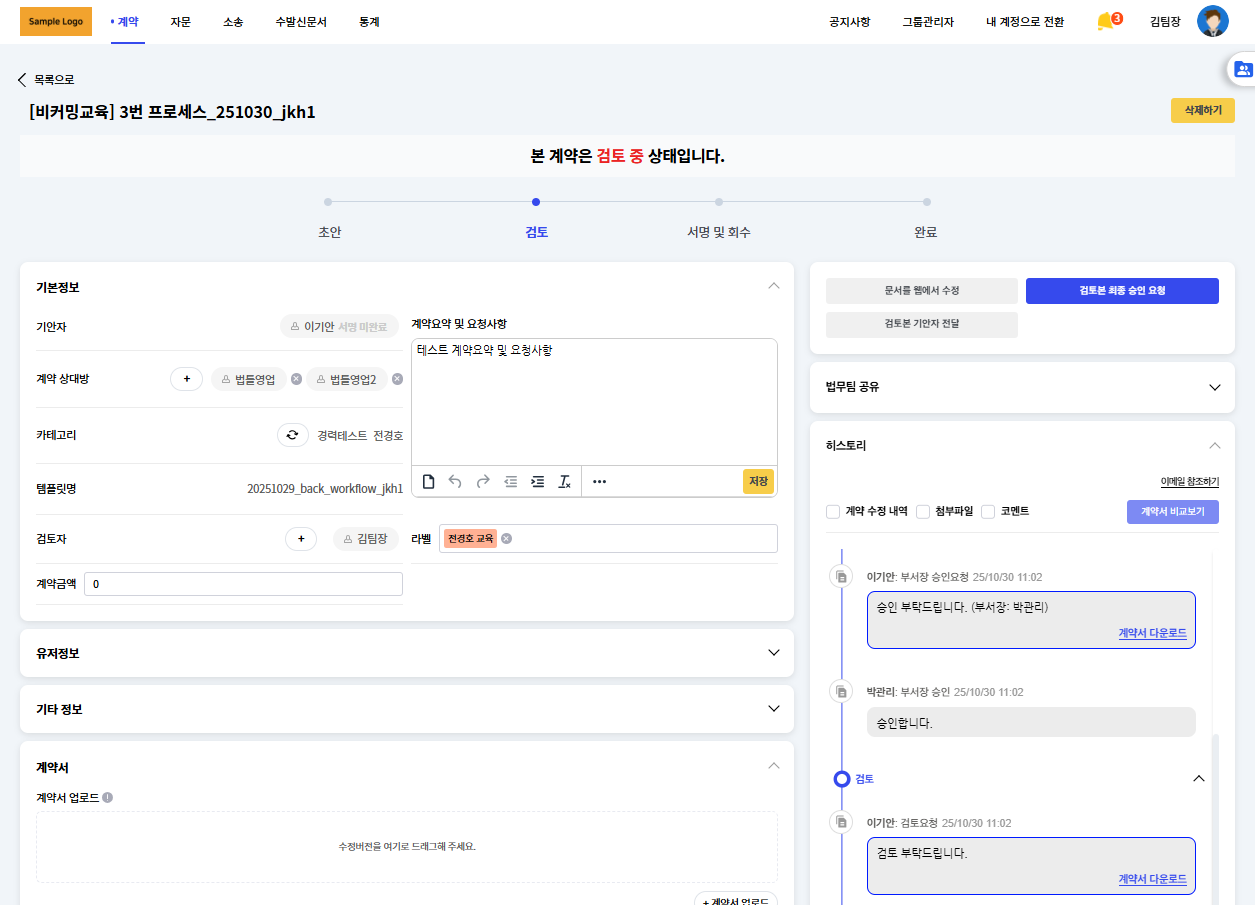 Sample Logo
계약
자문
소송
수발신문서
통계
공지사항
그룹관리자
내 계정으로 전환
3
김팀장
목록으로
[비커밍교육] 3번 프로세스_251030_jkh1
삭제하기
본 계약은 검토 중 상태입니다.
초안
검토
서명 및 회수
완료
기본정보
기안자
이기안 서명 미완료
계약 상대방
+
법틀영업
법틀영업2
카테고리
경력테스트 전경호
템플릿명
20251029_back_workflow_jkh1
검토자
+
김팀장
계약금액
0
계약요약 및 요청사항
테스트 계약요약 및 요청사항
저장
라벨
전경호 교육
유저정보
기타 정보
계약서
계약서 업로드
수정버전을 여기로 드래그해 주세요.
+ 계약서 업로드
문서를 웹에서 수정
검토본 최종 승인 요청
검토본 기안자 전달
법무팀 공유
히스토리
이메일 참조하기
계약 수정 내역
첨부파일
코멘트
계약서 비교보기
이기안: 부서장 승인요청 25/10/30 11:02
승인 부탁드립니다. (부서장: 박관리)
계약서 다운로드
박관리: 부서장 승인 25/10/30 11:02
승인합니다.
검토
이기안: 검토요청 25/10/30 11:02
검토 부탁드립니다.
계약서 다운로드